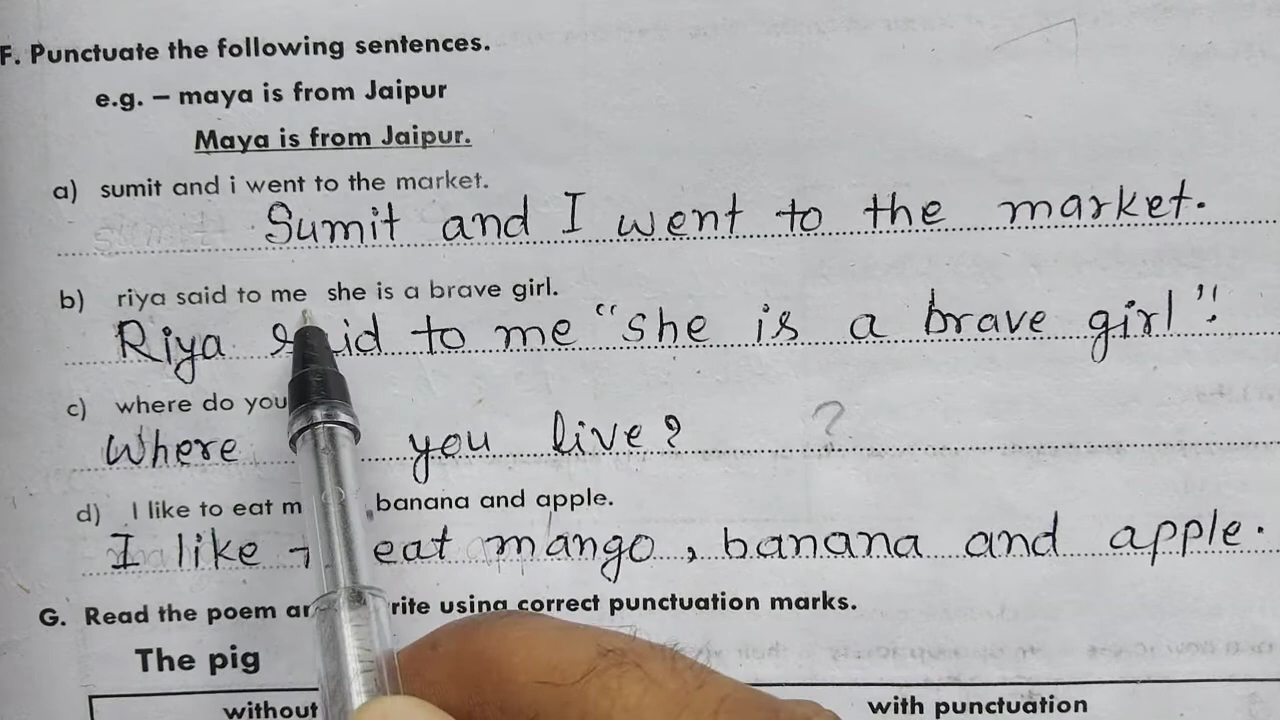 F. Punctuate the following sentences.
e.g. – maya is from Jaipur
Maya is from Jaipur.
a) sumit and i went to the market.
Sumit and I went to the market.
b) riya said to me she is a brave girl.
Riya to me “she is a brave girl”.
c) where do you
Where you live? ?
d) I like to eat banana and apple.
I like eat mango, banana and apple.
G. Read the poem using correct punctuation marks.
The pig
without
with punctuation